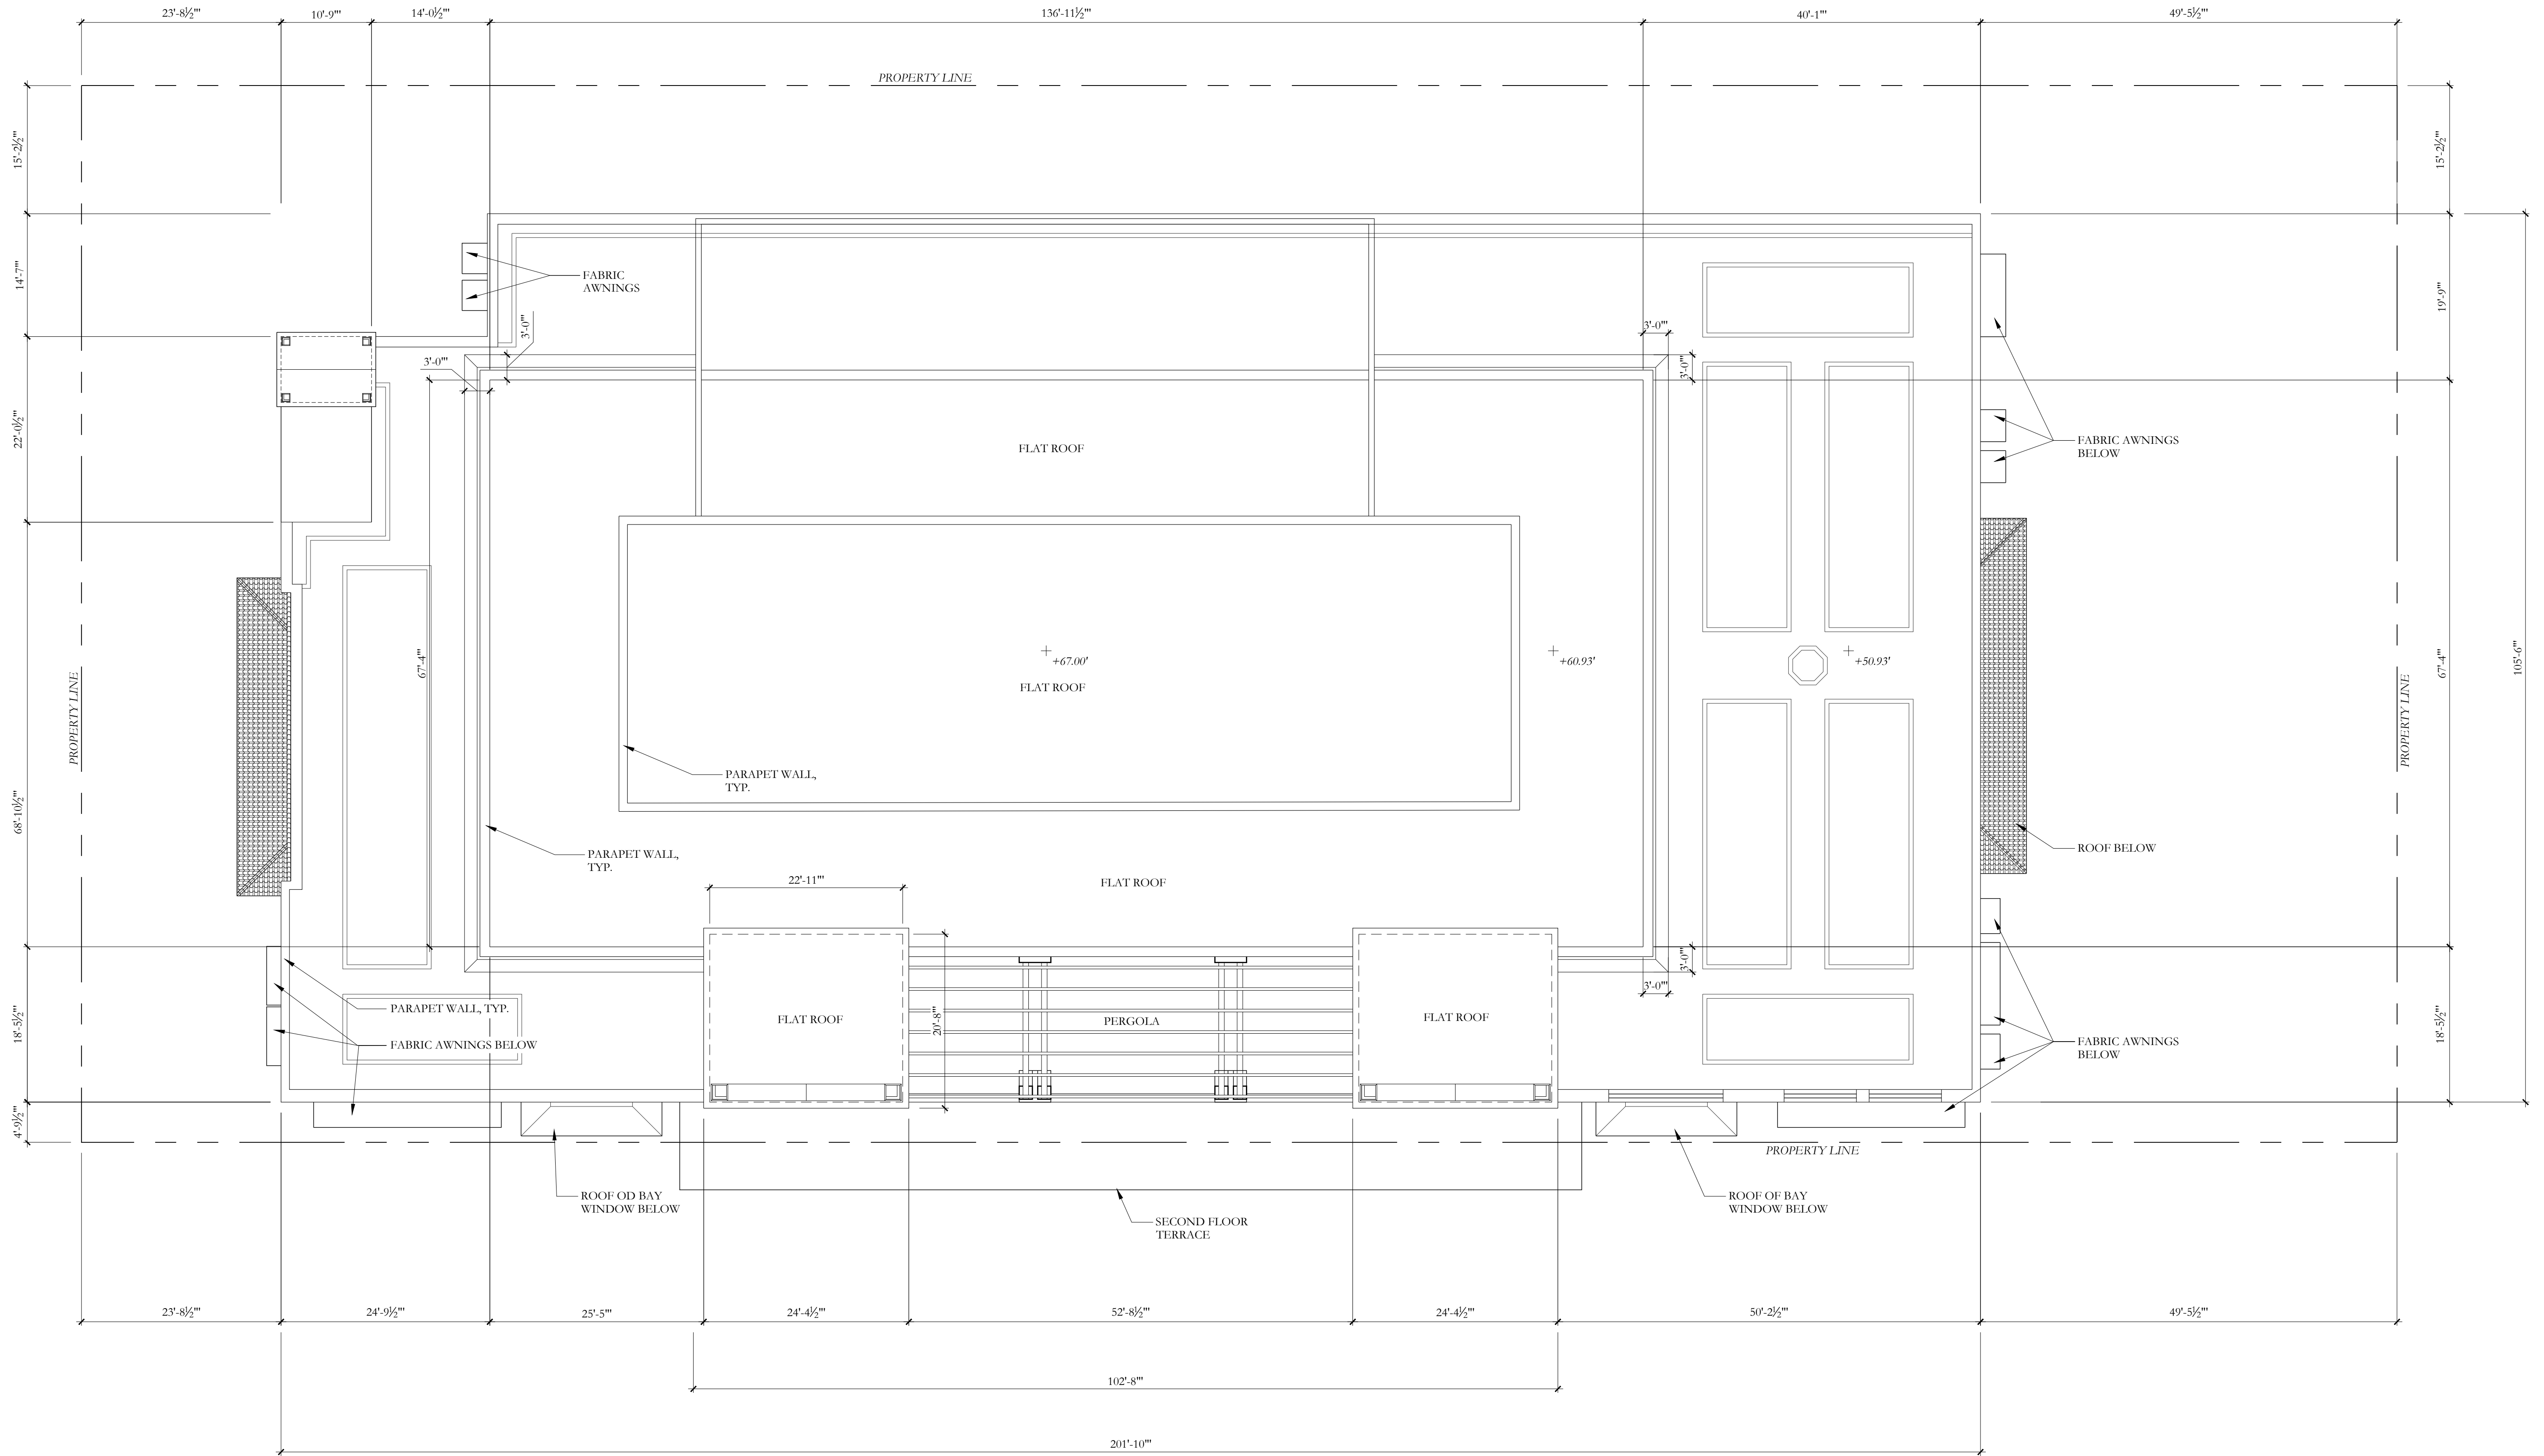 23'-8½"'
10'-9"'
14'-0½"'
136'-11½"'
40'-1"'
49'-5½"'
PROPERTY LINE
15'-2½"'
15'-2½"'
14'-7"'
FABRIC
AWNINGS
19'-9"'
3'-0"'
3'-0"'
3'-0"'
3'-0"'
22'-0½"'
FLAT ROOF
FABRIC AWNINGS
BELOW
67'-4"'
+67.00'
+60.93'
+50.93'
67'-4"'
105'-6"'
FLAT ROOF
PROPERTY LINE
PROPERTY LINE
PARAPET WALL,
TYP.
68'-10½"'
PARAPET WALL,
TYP.
ROOF BELOW
22'-11"'
FLAT ROOF
3'-0"'
3'-0"'
PARAPET WALL, TYP.
FLAT ROOF
20'-8"'
PERGOLA
FLAT ROOF
18'-5½"'
18'-5½"'
FABRIC AWNINGS BELOW
FABRIC AWNINGS
BELOW
4'-9½"'
PROPERTY LINE
ROOF OD BAY
WINDOW BELOW
SECOND FLOOR
TERRACE
ROOF OF BAY
WINDOW BELOW
23'-8½"'
24'-9½"'
25'-5"'
24'-4½"'
52'-8½"'
24'-4½"'
50'-2½"'
49'-5½"'
102'-8"'
201'-10"'